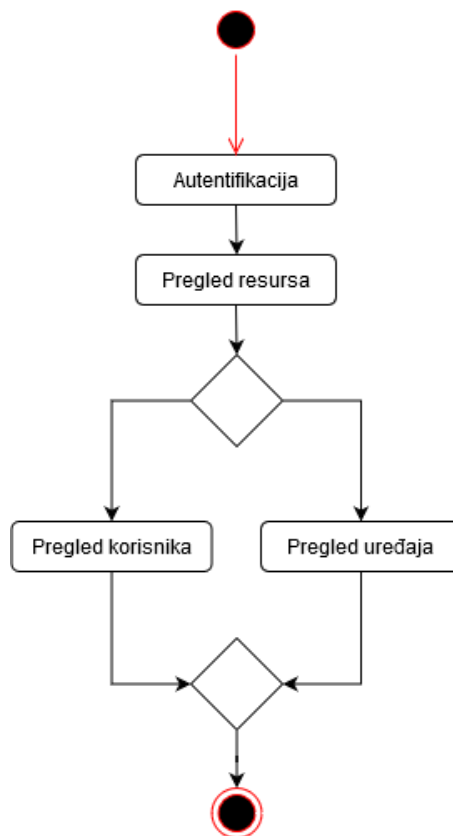 Autentifikacija
Pregled resursa
Pregled korisnika
Pregled uređaja